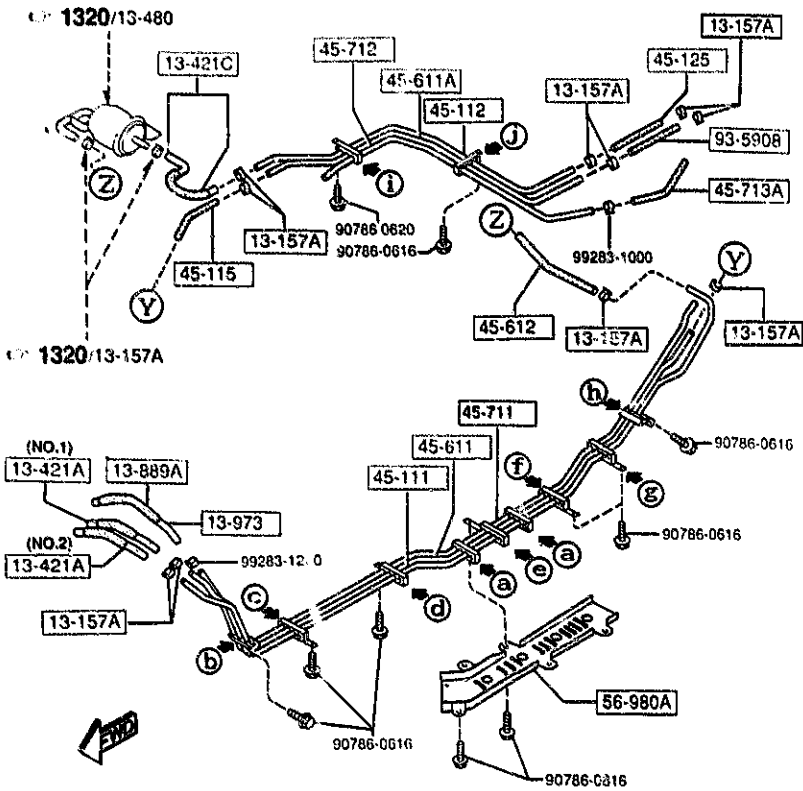 1320/13-480
13-421C
45-712
45-611A
45-112
13-157A
45-125
13-157A
93-5908
45-713A
j
i
Z
90786-0620
90786-0616
13-157A
45-115
Y
Z
99283-1000
Y
45-612
13-157A
13-157A
1320/13-157A
h
90786-0616
45-711
45-611
45-111
f
g
90786-0616
(NO.1)
13-421A
13-889A
13-973
(NO.2)
13-421A
13-157A
c
b
d
a
e
a
90786-0616
56-980A
90786-0616
FWD